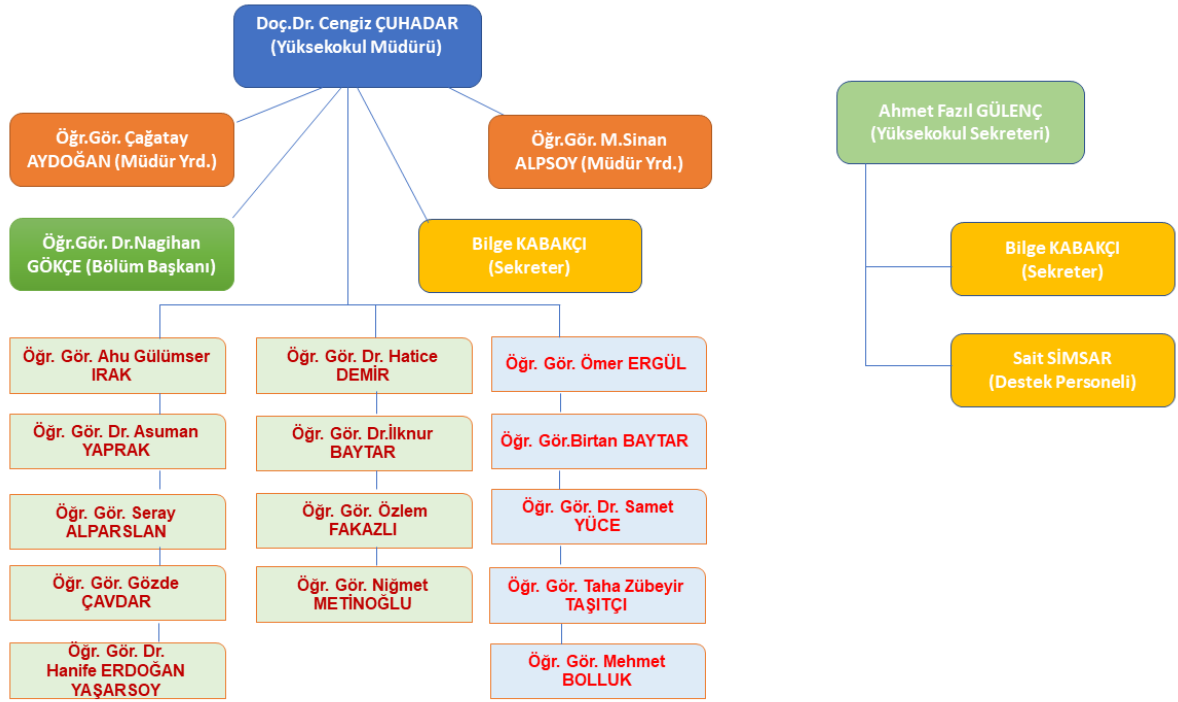 Doç.Dr. Cengiz ÇUHADAR
(Yüksekokul Müdürü)
Öğr.Gör. Çağatay
AYDOĞAN (Müdür Yrd.)
Öğr.Gör. M.Sinan
ALPSOY (Müdür Yrd.)
Öğr.Gör. Dr.Nagihan
GÖKÇE (Bölüm Başkanı)
Bilge KABAKÇI
(Sekreter)
Öğr. Gör. Ahu Gülümser
IRAK
Öğr. Gör. Dr. Asuman
YAPRAK
Öğr. Gör. Seray
ALPARSLAN
Öğr. Gör. Gözde
ÇAVDAR
Öğr. Gör. Dr.
Hanife ERDOĞAN
YAŞARSOY
Öğr. Gör. Dr. Hatice
DEMİR
Öğr. Gör. Dr.İlknur
BAYTAR
Öğr. Gör. Özlem
FAKAZLI
Öğr. Gör. Niğmet
METİNOĞLU
Öğr. Gör. Ömer ERGÜL
Öğr. Gör.Birtan BAYTAR
Öğr. Gör. Dr. Samet
YÜCE
Öğr. Gör. Taha Zübeyir
TAŞITÇI
Öğr. Gör. Mehmet
BOLLUK
Ahmet Fazıl GÜLENÇ
(Yüksekokul Sekreteri)
Bilge KABAKÇI
(Sekreter)
Sait SİMSAR
(Destek Personeli)